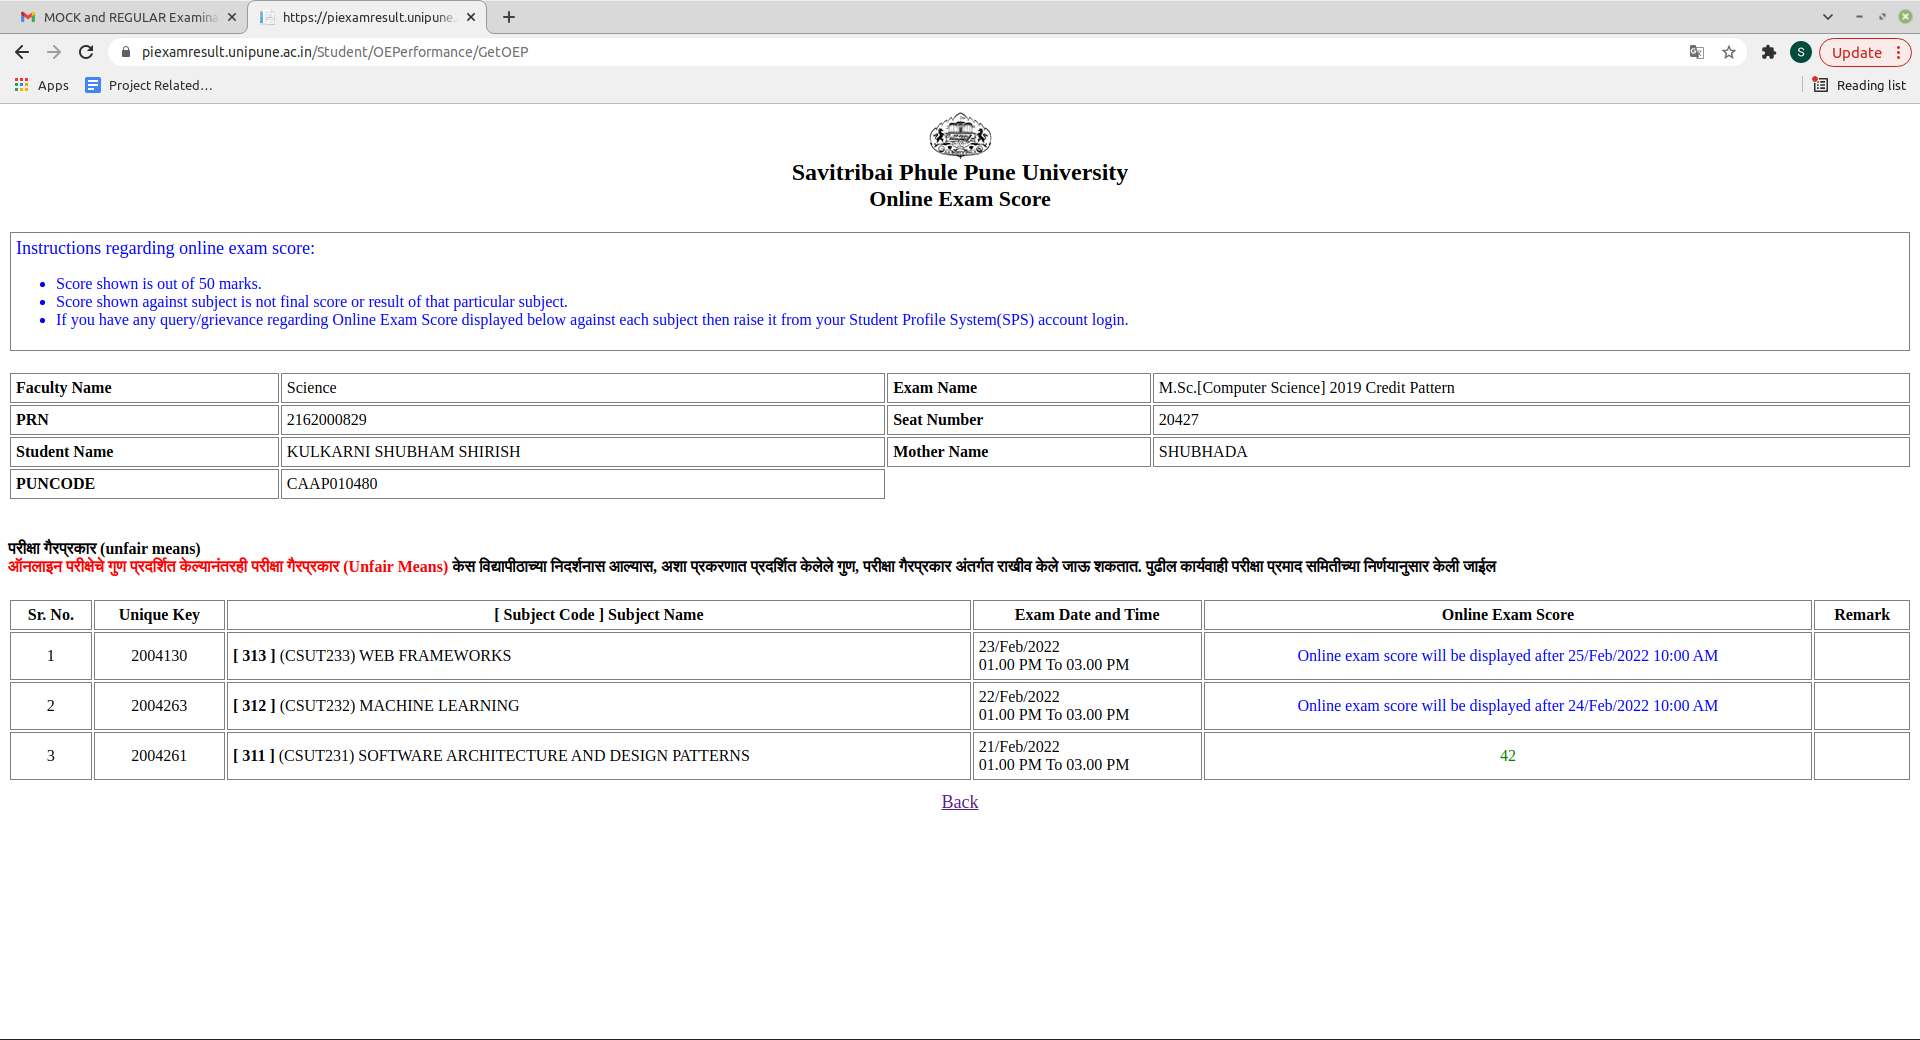 MOCK and REGULAR Examina
https://piexamresult.unipune.
piexamresult.unipune.ac.in/Student/OEPerformance/GetOEP
S
Update
Apps
Project Related…
Reading list
Savitribai Phule Pune University
Online Exam Score
Instructions regarding online exam score:
• Score shown is out of 50 marks.
• Score shown against subject is not final score or result of that particular subject.
• If you have any query/grievance regarding Online Exam Score displayed below against each subject then raise it from your Student Profile System(SPS) account login.
Faculty Name Science Exam Name M.Sc.[Computer Science] 2019 Credit Pattern
PRN 2162000829 Seat Number 20427
Student Name KULKARNI SHUBHAM SHIRISH Mother Name SHUBHADA
PUNCODE CAAP010480
परीक्षा गैरप्रकार (unfair means)
ऑनलाइन परीक्षेचे गुण प्रदर्शित केल्यानंतरही परीक्षा गैरप्रकार (Unfair Means) केस विद्यापीठाच्या निदर्शनास आल्यास, अशा प्रकरणात प्रदर्शित केलेले गुण, परीक्षा गैरप्रकार अंतर्गत राखीव केले जाऊ शकतात. पुढील कार्यवाही परीक्षा प्रमाद समितीच्या निर्णयानुसार केली जाईल
Sr. No. Unique Key [ Subject Code ] Subject Name Exam Date and Time Online Exam Score Remark
1 2004130 [ 313 ] (CSUT233) WEB FRAMEWORKS 23/Feb/2022
01.00 PM To 03.00 PM Online exam score will be displayed after 25/Feb/2022 10:00 AM
2 2004263 [ 312 ] (CSUT232) MACHINE LEARNING 22/Feb/2022
01.00 PM To 03.00 PM Online exam score will be displayed after 24/Feb/2022 10:00 AM
3 2004261 [ 311 ] (CSUT231) SOFTWARE ARCHITECTURE AND DESIGN PATTERNS 21/Feb/2022
01.00 PM To 03.00 PM 42
Back